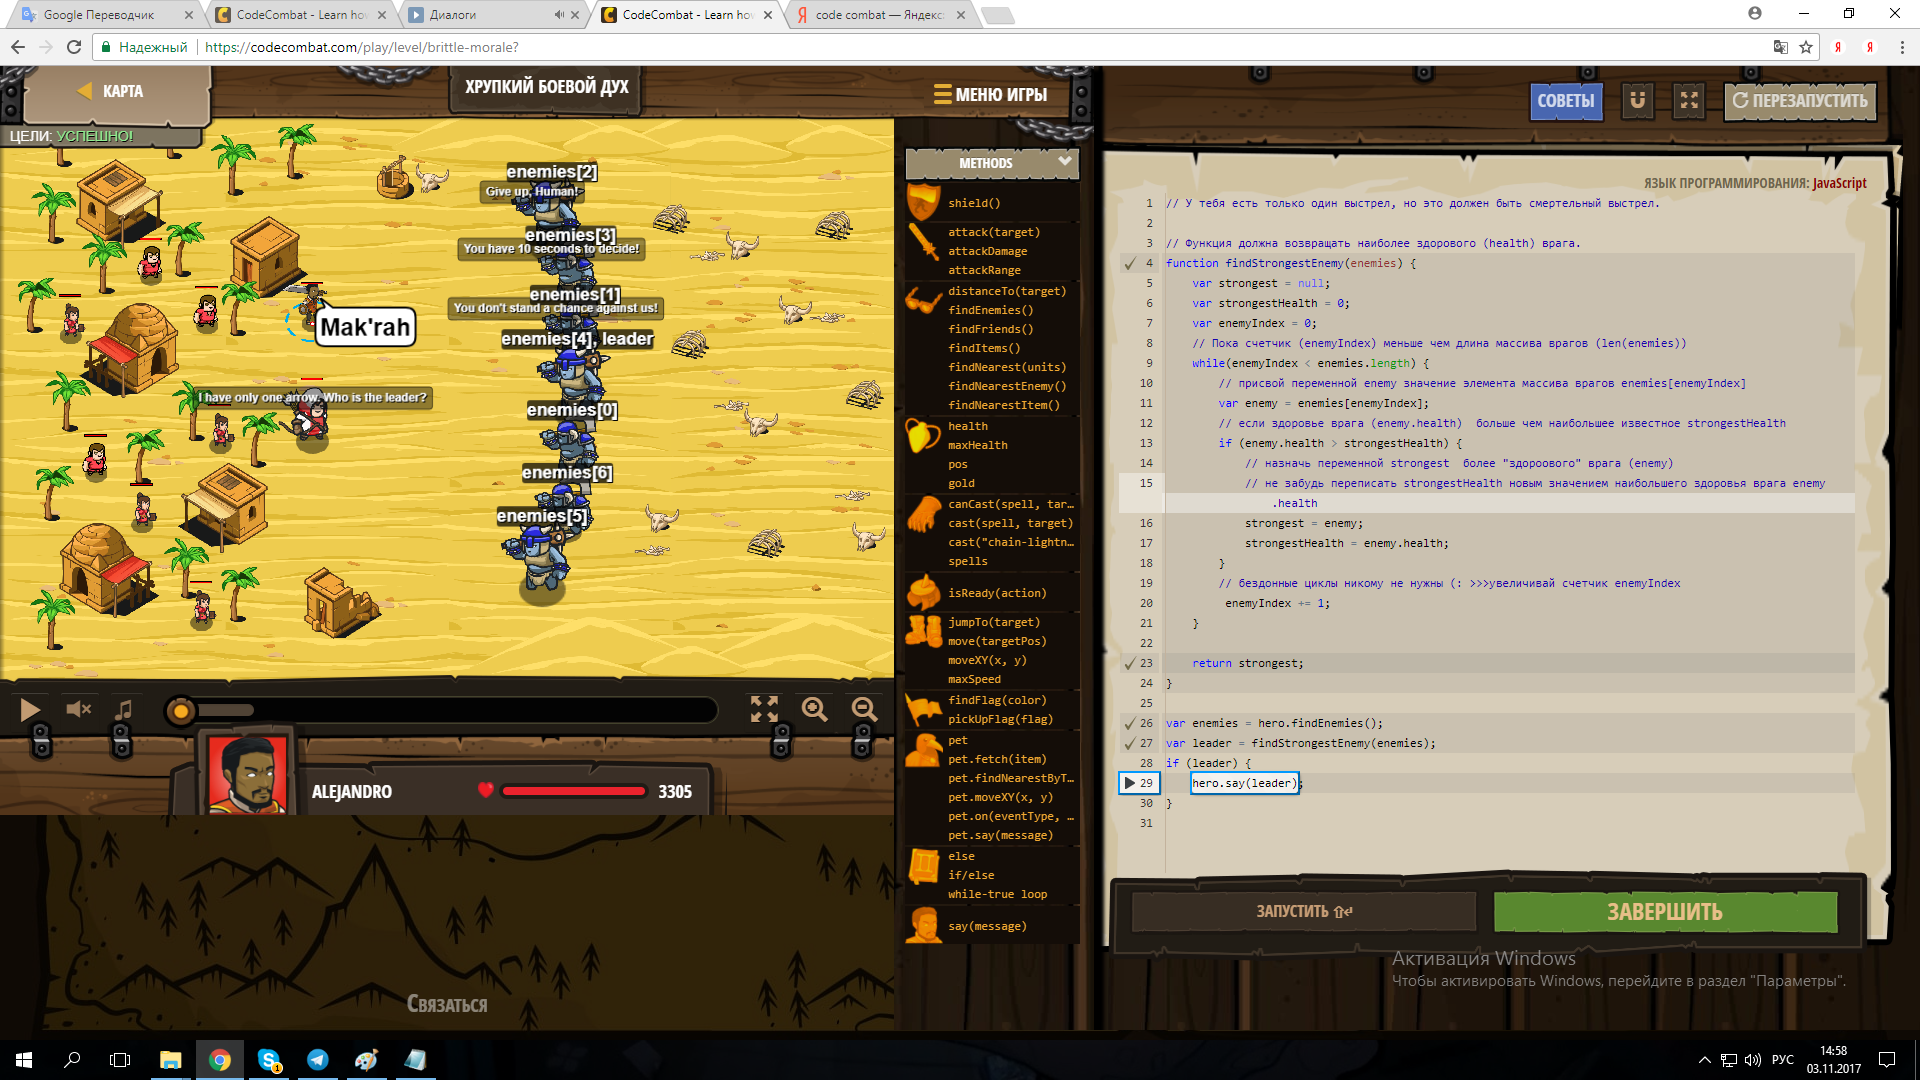 Google Переводчик
CodeCombat - Learn how
Диалоги
CodeCombat - Learn how
code combat — Яндекс:
Надежный
https://codecombat.com/play/level/brittle-morale?
КАРТА
ХРУПКИЙ БОЕВОЙ ДУХ
МЕНЮ ИГРЫ
СОВЕТЫ
ПЕРЕЗАПУСТИТЬ
ЦЕЛИ: УСПЕШНО!
enemies[2]
Give up, Human!
enemies[3]
You have 10 seconds to decide!
enemies[1]
You don't stand a chance against us!
Mak'rah
enemies[4], leader
I have only one arrow. Who is the leader?
enemies[0]
enemies[6]
enemies[5]
ALEJANDRO
3305
Связаться
METHODS
shield()
attack(target)
attackDamage
attackRange
distanceTo(target)
findEnemies()
findFriends()
findItems()
findNearest(units)
findNearestEnemy()
findNearestItem()
health
maxHealth
pos
gold
canCast(spell, tar…
cast(spell, target)
cast("chain-lightn…
spells
isReady(action)
jumpTo(target)
move(targetPos)
moveXY(x, y)
maxSpeed
findFlag(color)
pickUpFlag(flag)
pet
pet.fetch(item)
pet.findNearestByT…
pet.moveXY(x, y)
pet.on(eventType, …
pet.say(message)
else
if/else
while-true loop
say(message)
ЯЗЫК ПРОГРАММИРОВАНИЯ: JavaScript
1 // У тебя есть только один выстрел, но это должен быть смертельный выстрел.
2
3 // Функция должна возвращать наиболее здорового (health) врага.
4 function findStrongestEnemy(enemies) {
5 var strongest = null;
6 var strongestHealth = 0;
7 var enemyIndex = 0;
8 // Пока счетчик (enemyIndex) меньше чем длина массива врагов (len(enemies))
9 while(enemyIndex < enemies.length) {
10 // присвой переменной enemy значение элемента массива врагов enemies[enemyIndex]
11 var enemy = enemies[enemyIndex];
12 // если здоровье врага (enemy.health) больше чем наибольшее известное strongestHealth
13 if (enemy.health > strongestHealth) {
14 // назначь переменной strongest более "здороового" врага (enemy)
15 // не забудь переписать strongestHealth новым значением наибольшего здоровья врага enemy
.health
16 strongest = enemy;
17 strongestHealth = enemy.health;
18 }
19 // бездонные циклы никому не нужны (: >>>увеличивай счетчик enemyIndex
20 enemyIndex += 1;
21 }
22
23 return strongest;
24 }
25
26 var enemies = hero.findEnemies();
27 var leader = findStrongestEnemy(enemies);
28 if (leader) {
29 hero.say(leader);
30 }
31
ЗАПУСТИТЬ ⇧↵
ЗАВЕРШИТЬ
Активация Windows
Чтобы активировать Windows, перейдите в раздел "Параметры".
РУС
14:58
03.11.2017